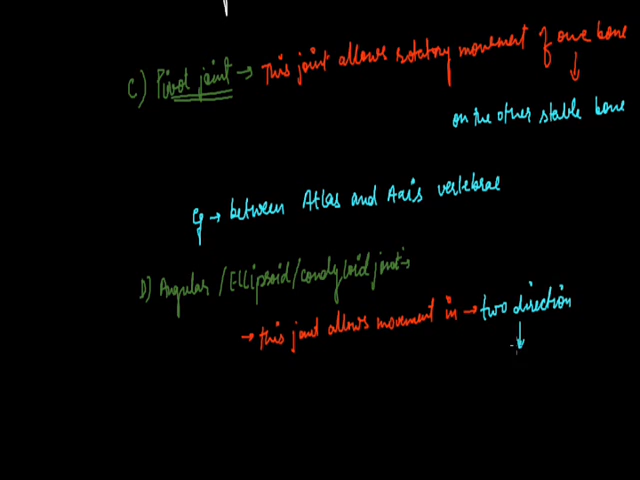 C) Pivot joint → This joint allows rotatory movement of one bone
↓
on the other stable bone
eg → between Atlas and Axis vertebrae
D) Angular / Ellipsoid / condyloid joint →
→ this joint allows movement in → two direction
↓